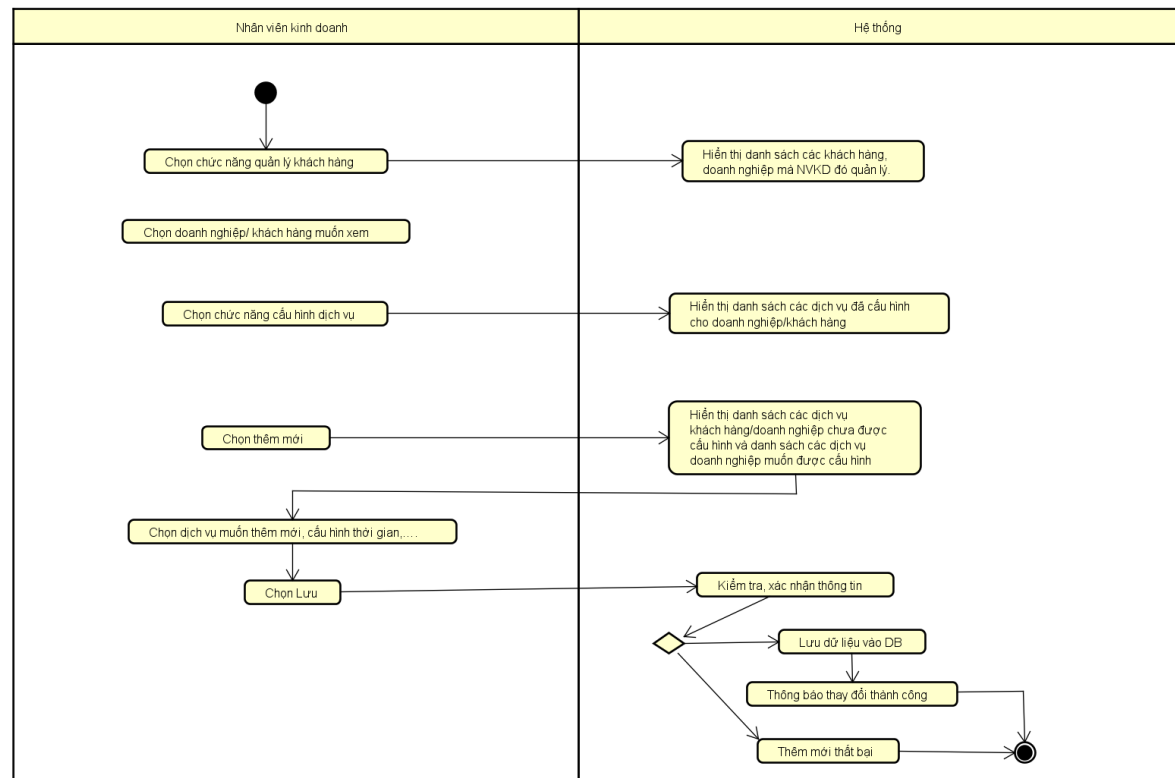 Nhân viên kinh doanh
Hệ thống
Chọn chức năng quản lý khách hàng
Hiển thị danh sách các khách hàng,
doanh nghiệp mà NVKD đó quản lý.
Chọn doanh nghiệp/ khách hàng muốn xem
Chọn chức năng cấu hình dịch vụ
Hiển thị danh sách các dịch vụ đã cấu hình
cho doanh nghiệp/khách hàng
Chọn thêm mới
Hiển thị danh sách các dịch vụ
khách hàng/doanh nghiệp chưa được
cấu hình và danh sách các dịch vụ
doanh nghiệp muốn được cấu hình
Chọn dịch vụ muốn thêm mới, cấu hình thời gian,....
Chọn Lưu
Kiểm tra, xác nhận thông tin
Lưu dữ liệu vào DB
Thông báo thay đổi thành công
Thêm mới thất bại